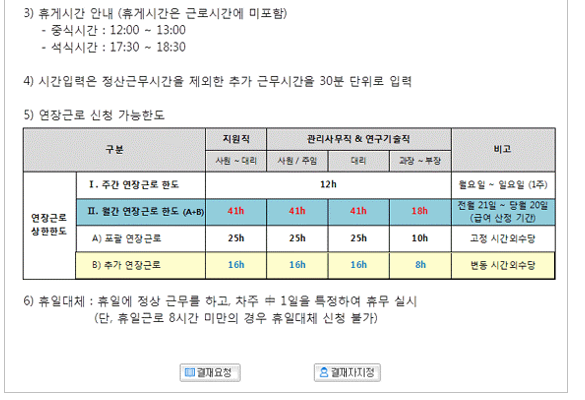 3) 휴게시간 안내 (휴게시간은 근로시간에 미포함)
- 중식시간 : 12:00 ~ 13:00
- 석식시간 : 17:30 ~ 18:30
4) 시간입력은 정산근무시간을 제외한 추가 근무시간을 30분 단위로 입력
5) 연장근로 신청 가능한도
구분 지원직 관리사무직 & 연구기술직 비고
사원 ~ 대리 사원 / 주임 대리 과장 ~ 부장
연장근로 상한한도
Ⅰ. 주간 연장근로 한도 12h 월요일 ~ 일요일 (1주)
Ⅱ. 월간 연장근로 한도 (A+B) 41h 41h 41h 18h 전월 21일 ~ 당월 20일
(급여 산정 기간)
A) 포괄 연장근로 25h 25h 25h 10h 고정 시간외수당
B) 추가 연장근로 16h 16h 16h 8h 변동 시간외수당
6) 휴일대체 : 휴일에 정상 근무를 하고, 차주 中 1일을 특정하여 휴무 실시
(단, 휴일근로 8시간 미만의 경우 휴일대체 신청 불가)
결재요청 결재자지정